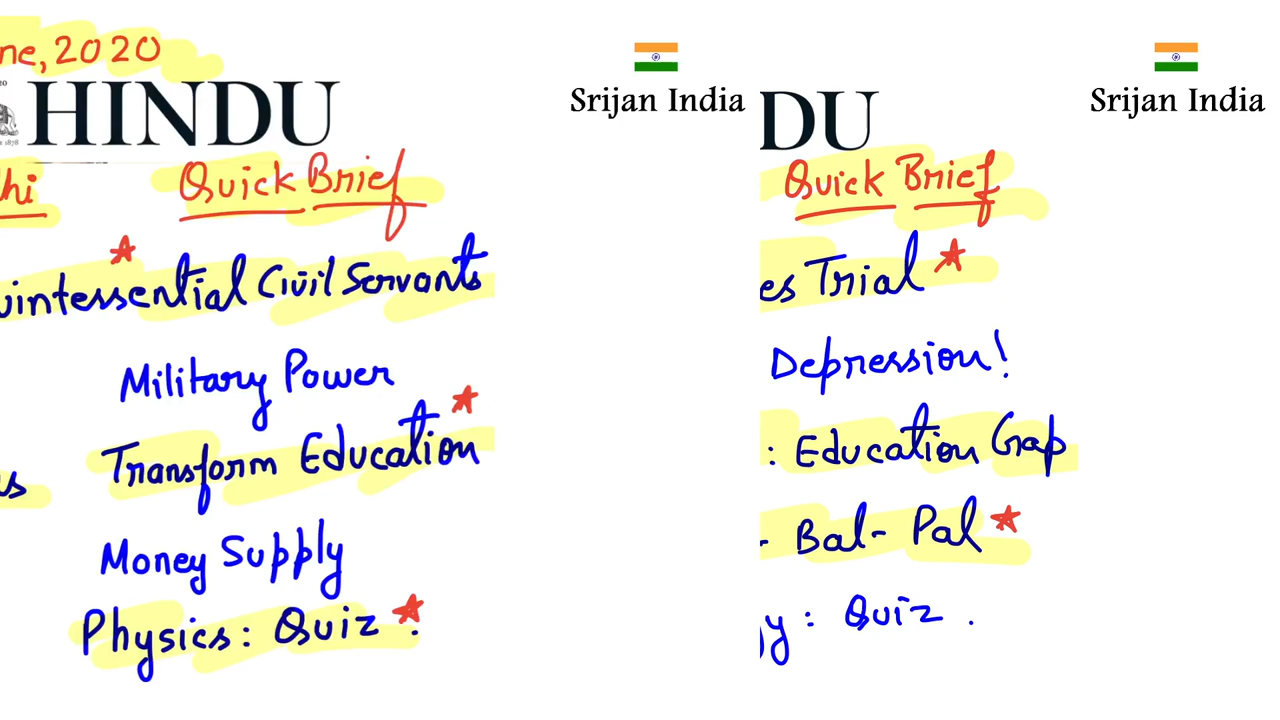 ne, 2020
HINDU
hi Quick Brief
uintessential Civil Servants
Military Power
Transform Education
Money Supply
Physics: Quiz.
Srijan India
DU
Quick Brief
es Trial
Depression!
: Education Gap
- Bal- Pal
gy: Quiz.
Srijan India